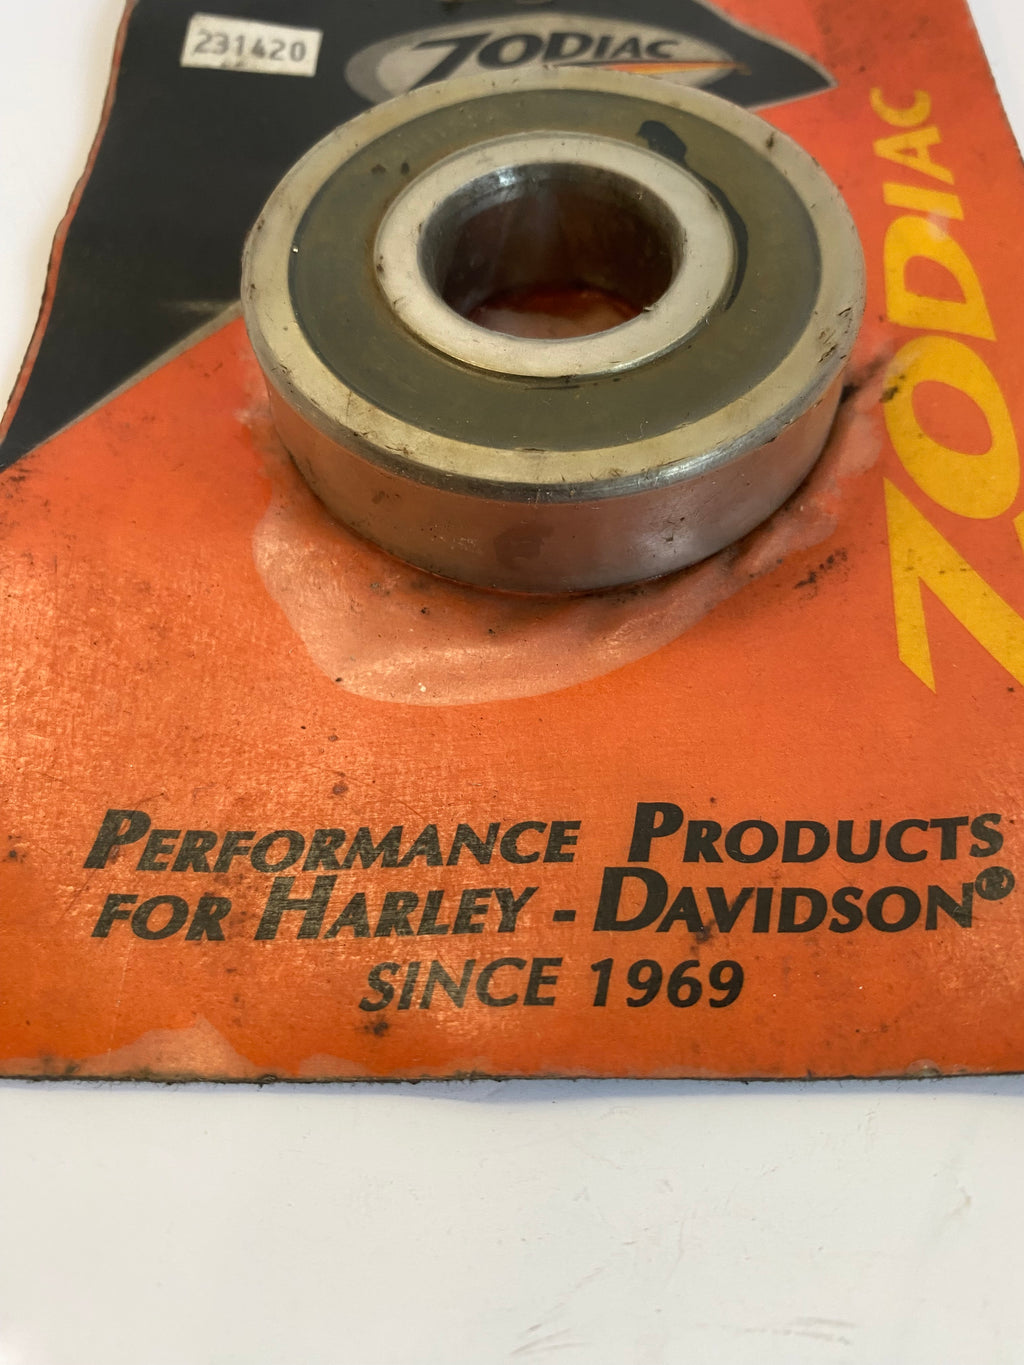 231420
ZODIAC
ZODIAC
PERFORMANCE PRODUCTS
FOR HARLEY - DAVIDSON®
SINCE 1969